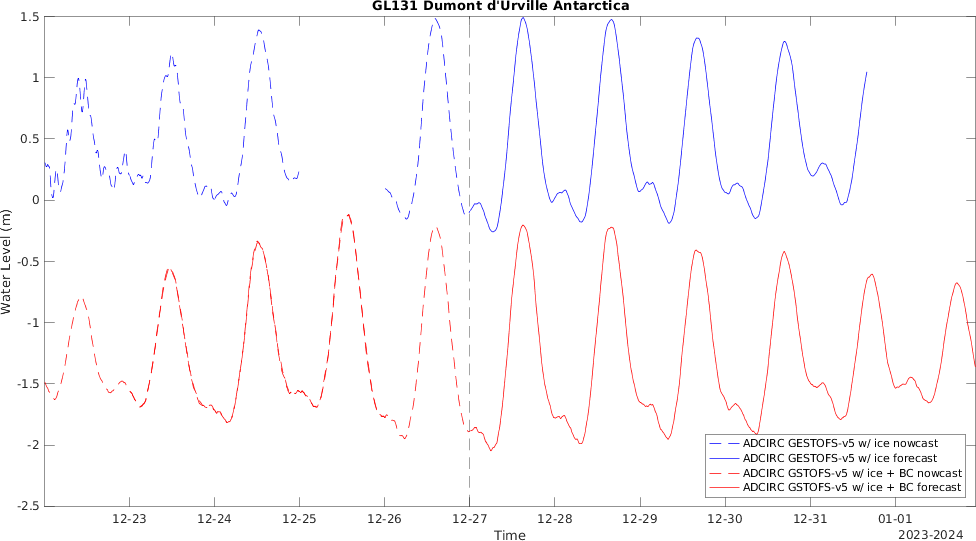 GL131 Dumont d'Urville Antarctica
1.5
1
0.5
0
-0.5
-1
-1.5
-2
-2.5
Water Level (m)
12-23
12-24
12-25
12-26
12-27
12-28
12-29
12-30
12-31
01-01
Time
2023-2024
ADCIRC GESTOFS-v5 w/ ice nowcast
ADCIRC GESTOFS-v5 w/ ice forecast
ADCIRC GSTOFS-v5 w/ ice + BC nowcast
ADCIRC GSTOFS-v5 w/ ice + BC forecast